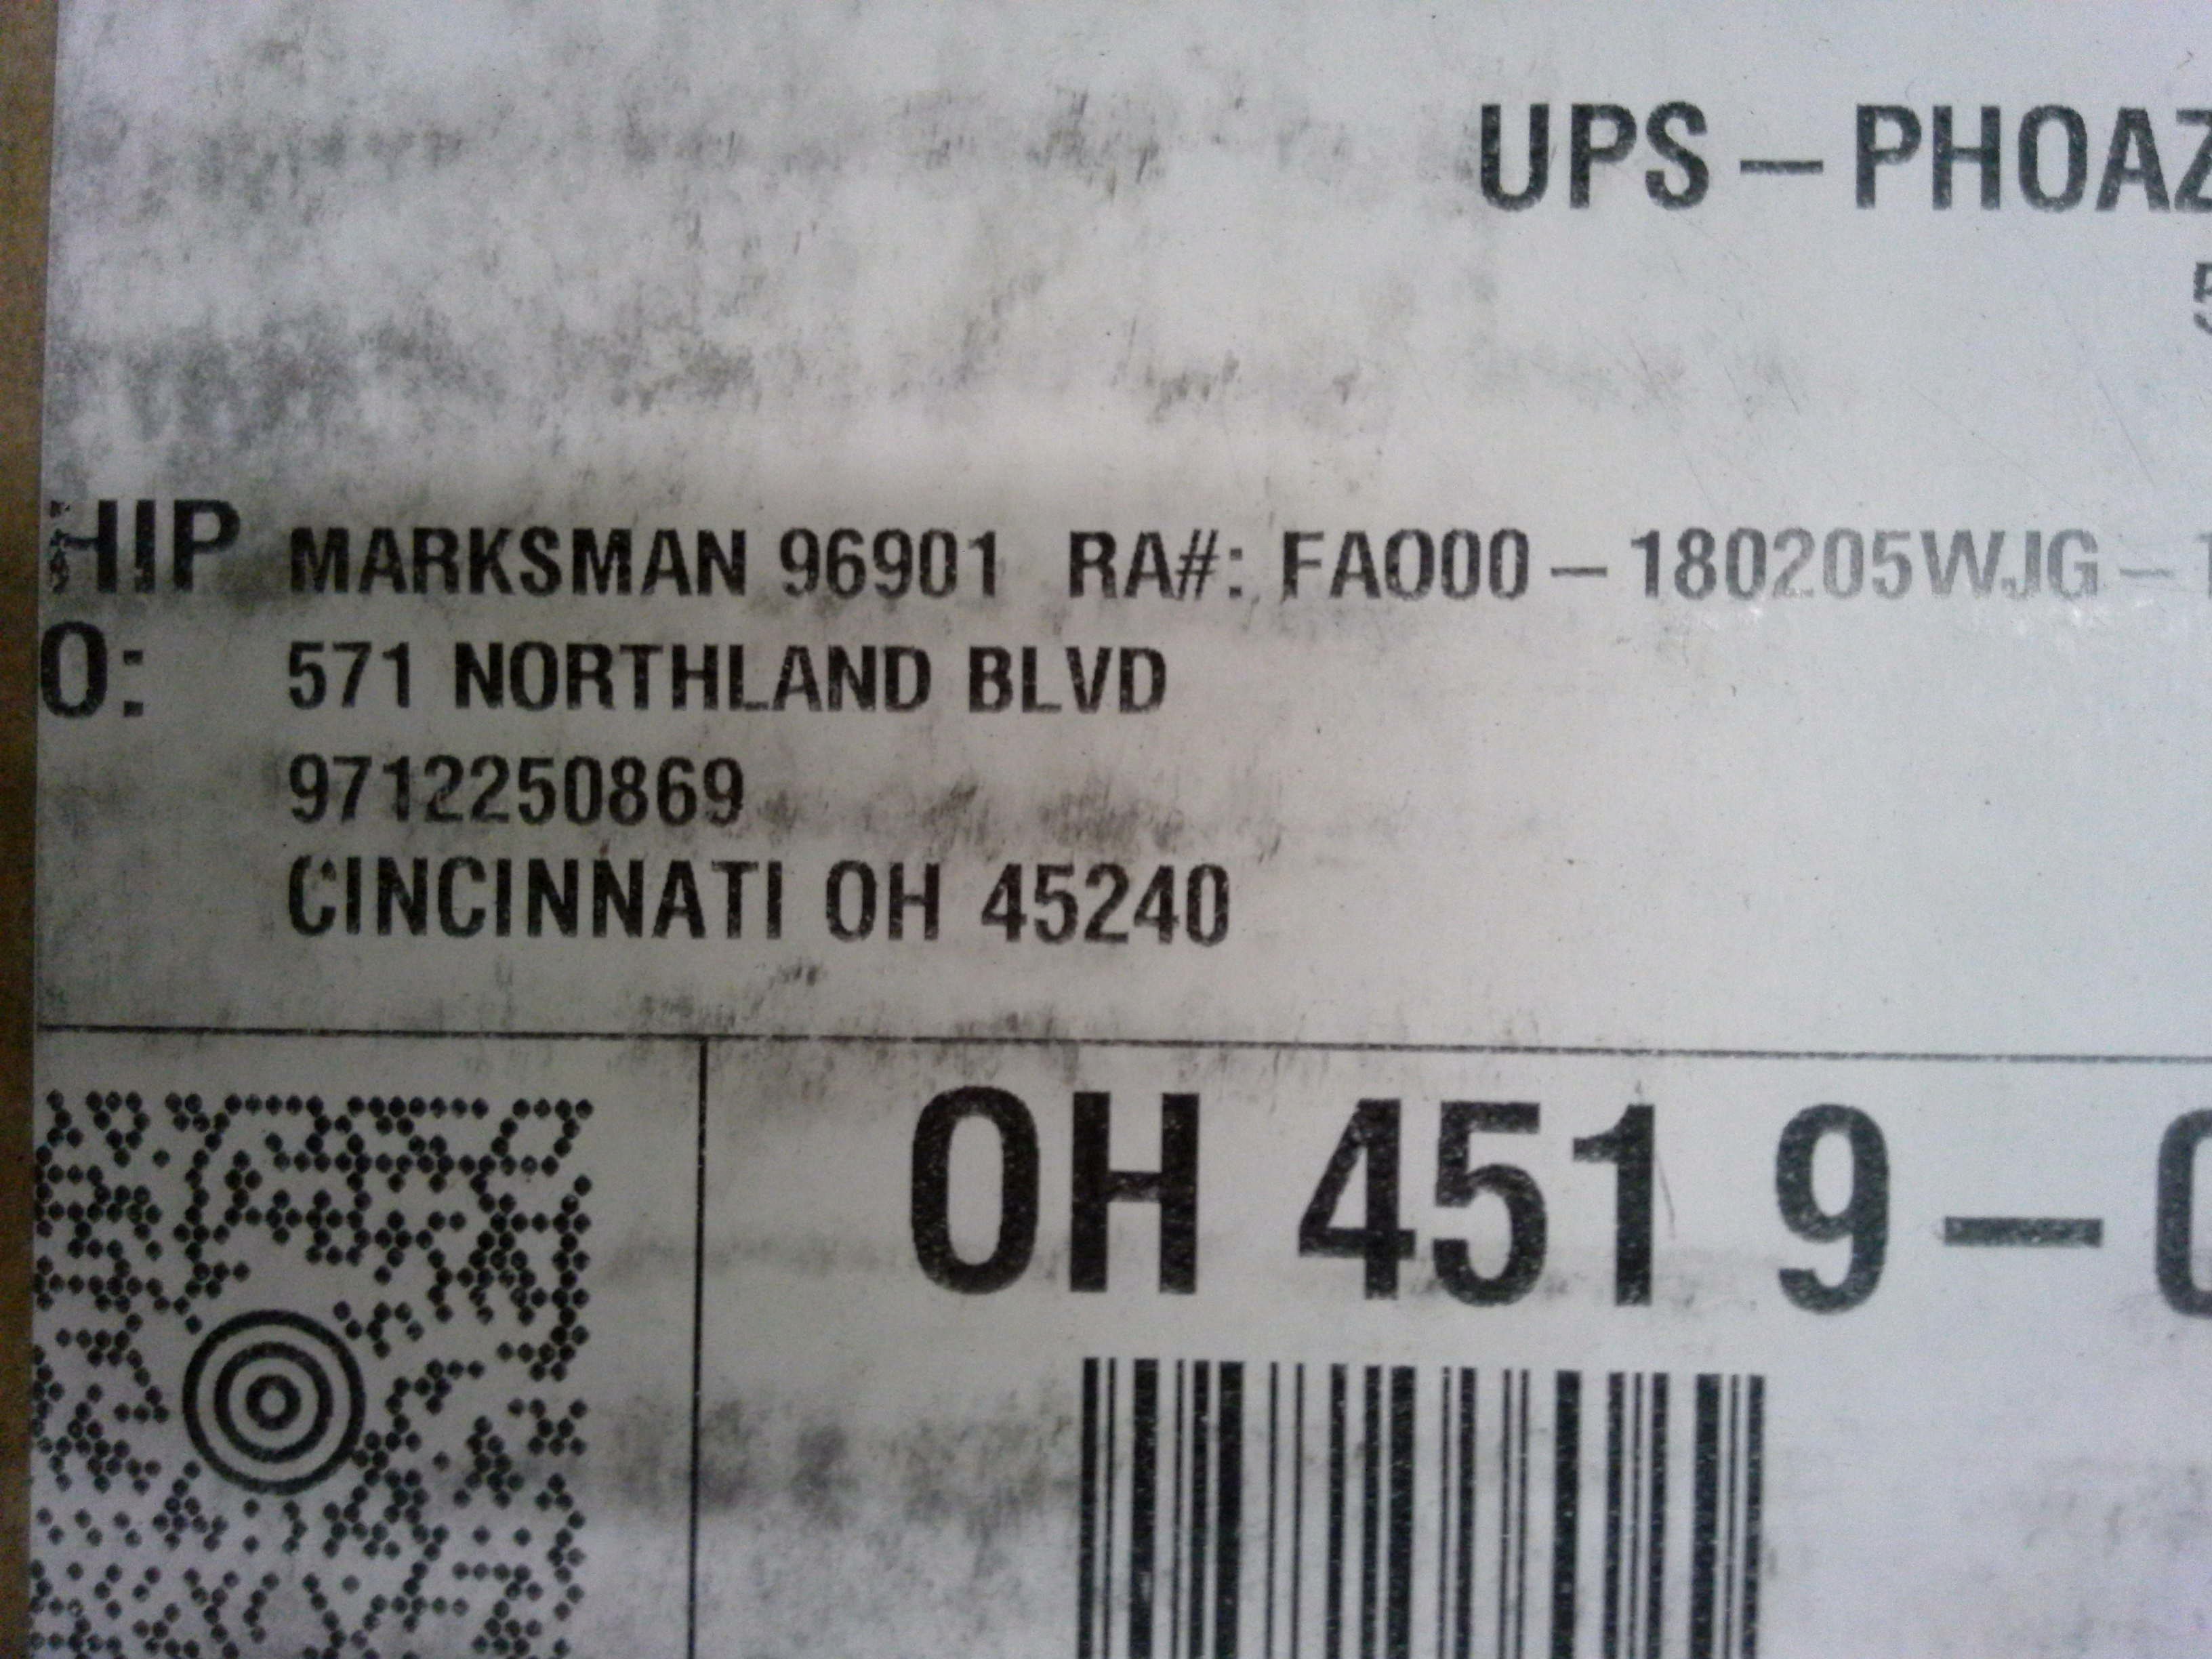 UPS – PHOAZ
HIP MARKSMAN 96901 RA#: FA000 – 180205WJG –
O: 571 NORTHLAND BLVD
9712250869
CINCINNATI OH 45240
OH 451 9 –